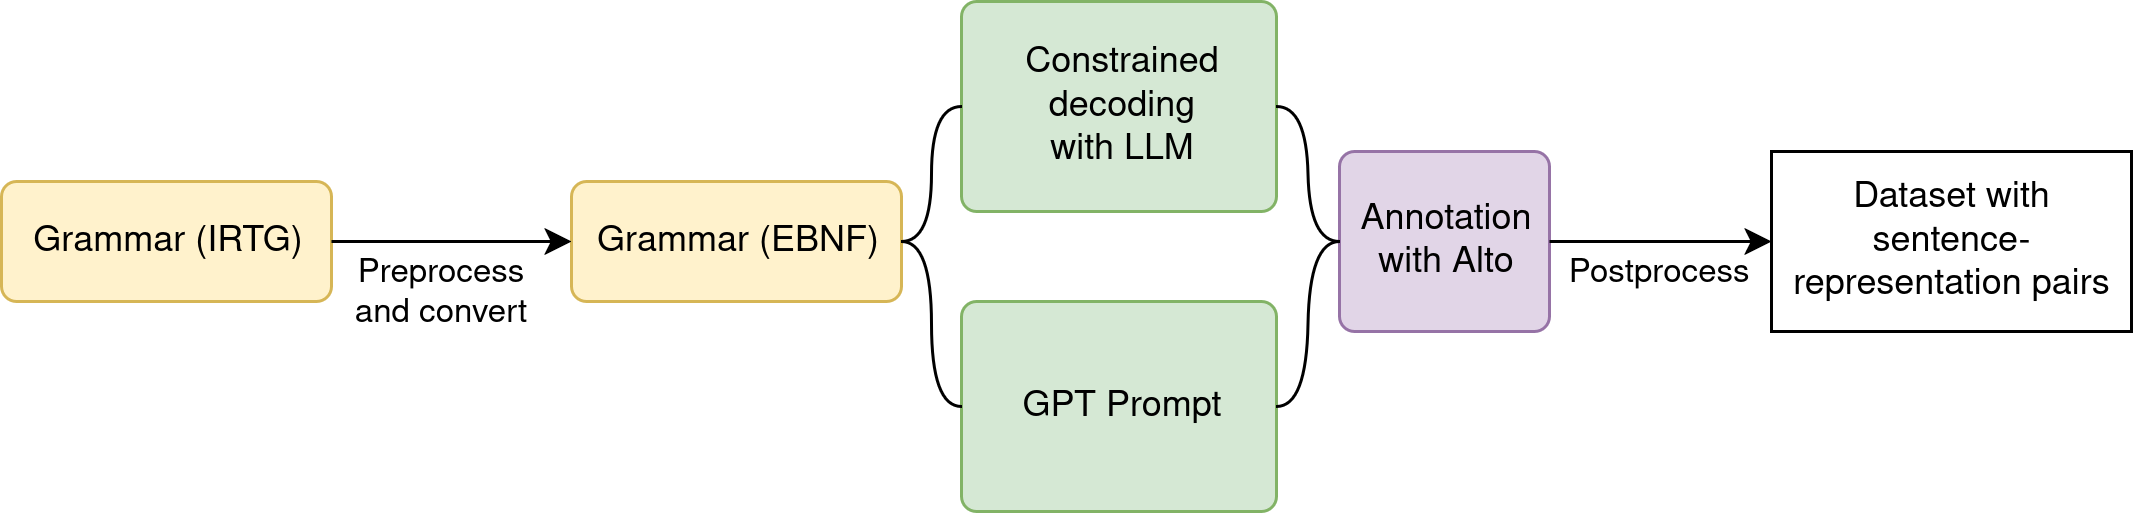 Grammar (IRTG)
Preprocess
and convert
Grammar (EBNF)
Constrained
decoding
with LLM
GPT Prompt
Annotation
with Alto
Postprocess
Dataset with
sentence-
representation pairs